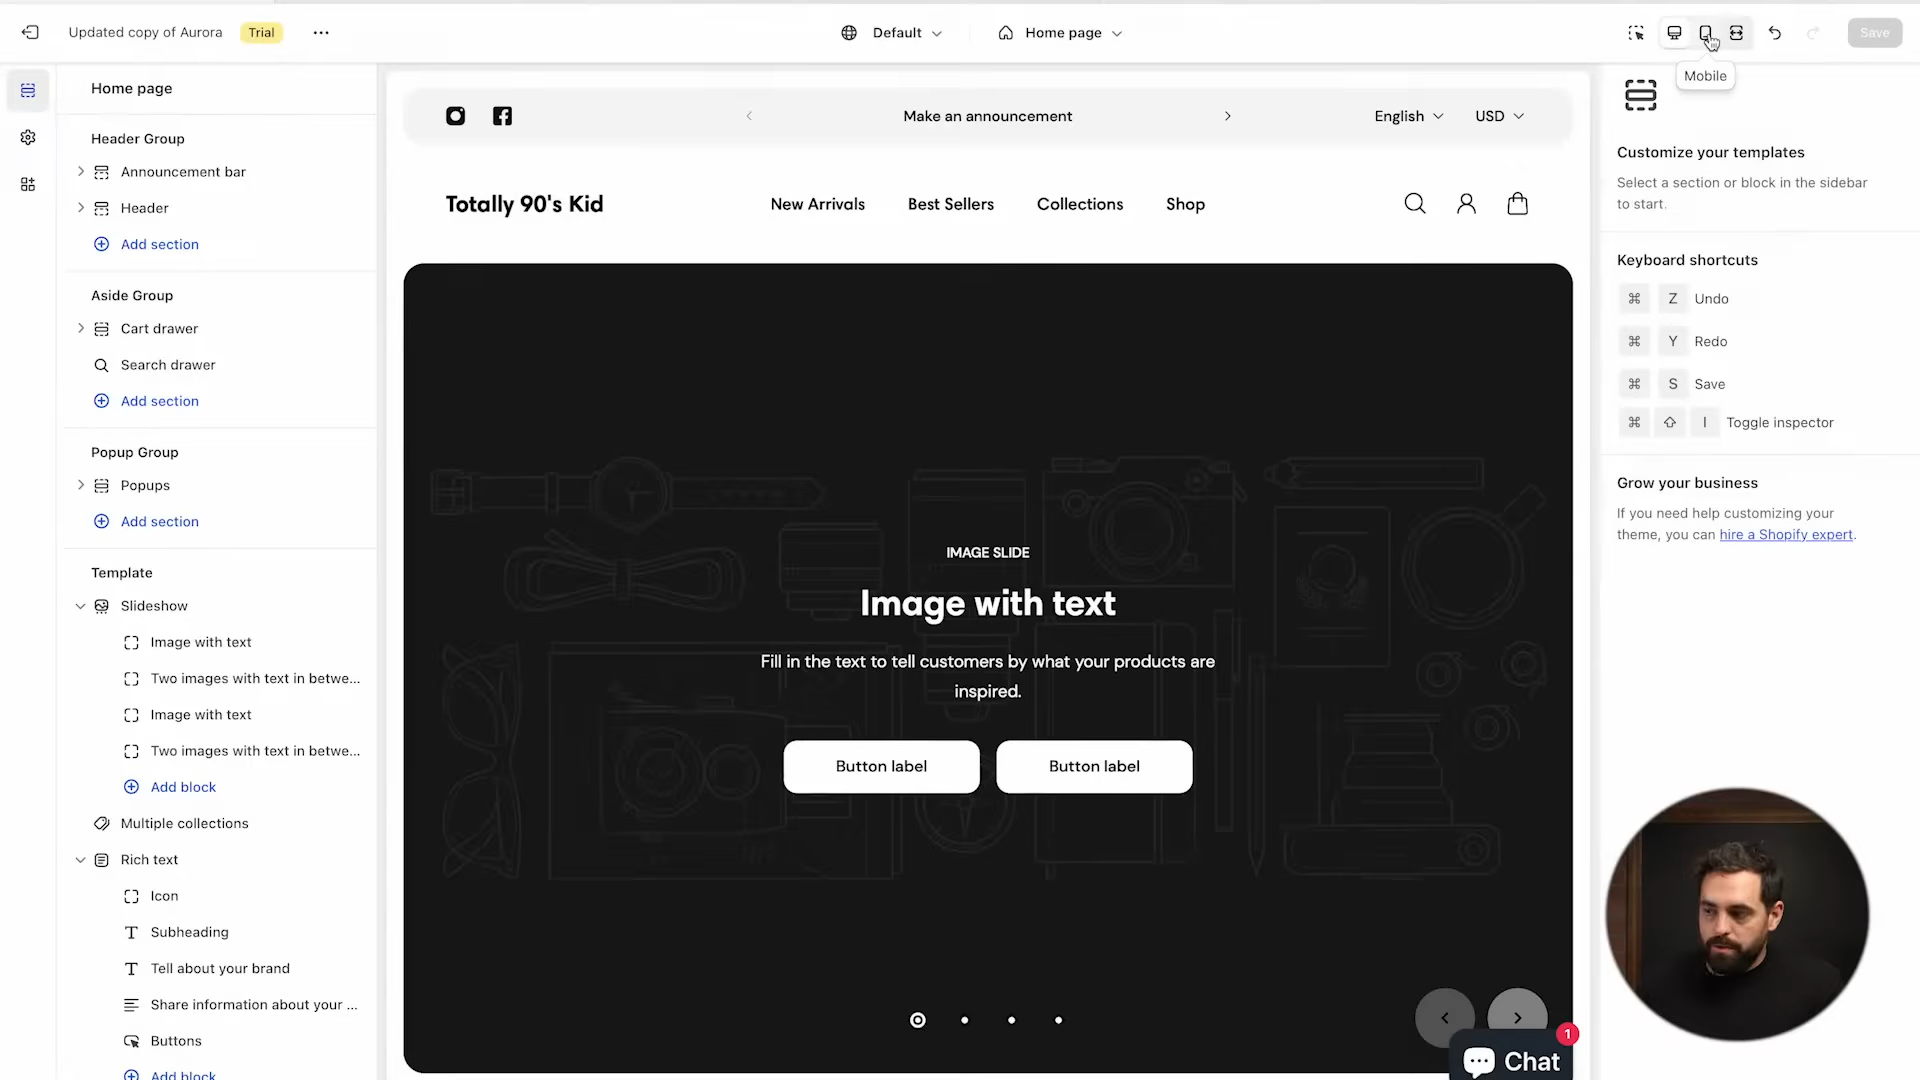 Updated copy of Aurora
Trial
Default
Home page
Save
Mobile
Home page
Header Group
Announcement bar
Header
Add section
Aside Group
Cart drawer
Search drawer
Add section
Popup Group
Popups
Add section
Template
Slideshow
Image with text
Two images with text in betwe...
Image with text
Two images with text in betwe...
Add block
Multiple collections
Rich text
Icon
Subheading
Tell about your brand
Share information about your ...
Buttons
Add block
Make an announcement
English
USD
Totally 90's Kid
New Arrivals
Best Sellers
Collections
Shop
IMAGE SLIDE
Image with text
Fill in the text to tell customers by what your products are
inspired.
Button label
Button label
1
Chat
Customize your templates
Select a section or block in the sidebar
to start.
Keyboard shortcuts
⌘ Z Undo
⌘ Y Redo
⌘ S Save
⌘ ⇧ I Toggle inspector
Grow your business
If you need help customizing your
theme, you can hire a Shopify expert.